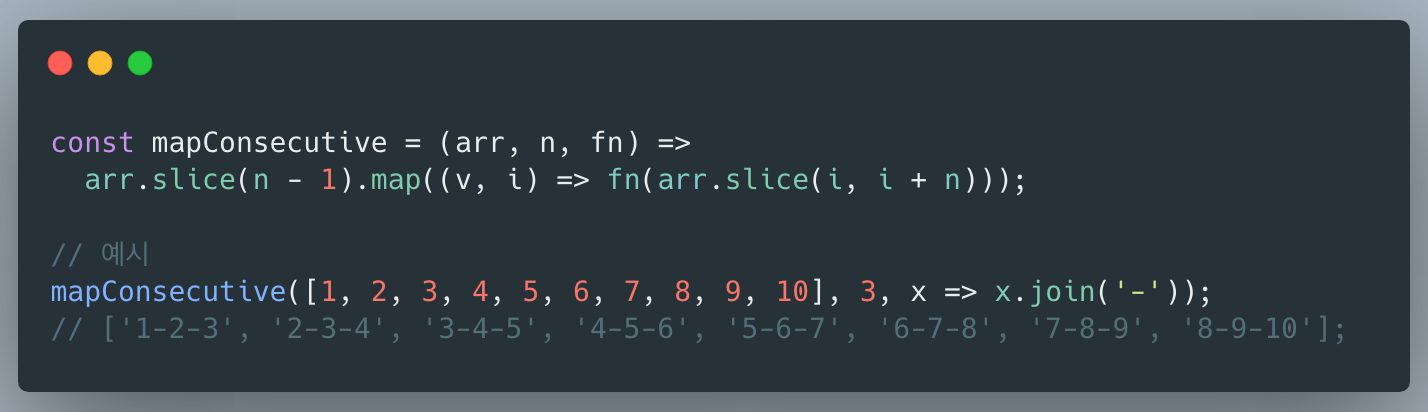 const mapConsecutive = (arr, n, fn) =>
  arr.slice(n - 1).map((v, i) => fn(arr.slice(i, i + n)));
// 예시
mapConsecutive([1, 2, 3, 4, 5, 6, 7, 8, 9, 10], 3, x => x.join('-'));
// ['1-2-3', '2-3-4', '3-4-5', '4-5-6', '5-6-7', '6-7-8', '7-8-9', '8-9-10'];